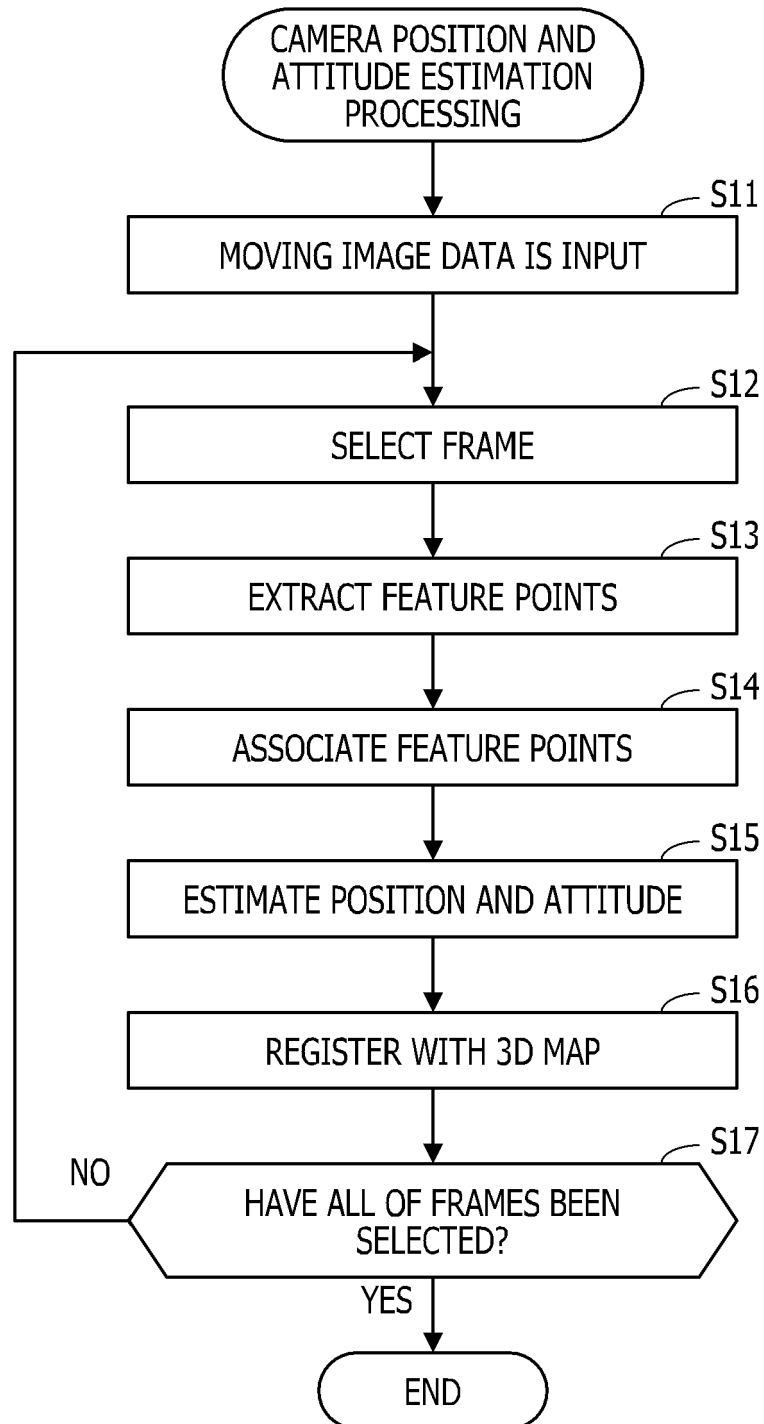 CAMERA POSITION AND
ATTITUDE ESTIMATION
PROCESSING
S11
MOVING IMAGE DATA IS INPUT
S12
SELECT FRAME
S13
EXTRACT FEATURE POINTS
S14
ASSOCIATE FEATURE POINTS
S15
ESTIMATE POSITION AND ATTITUDE
S16
REGISTER WITH 3D MAP
S17
NO
HAVE ALL OF FRAMES BEEN
SELECTED?
YES
END